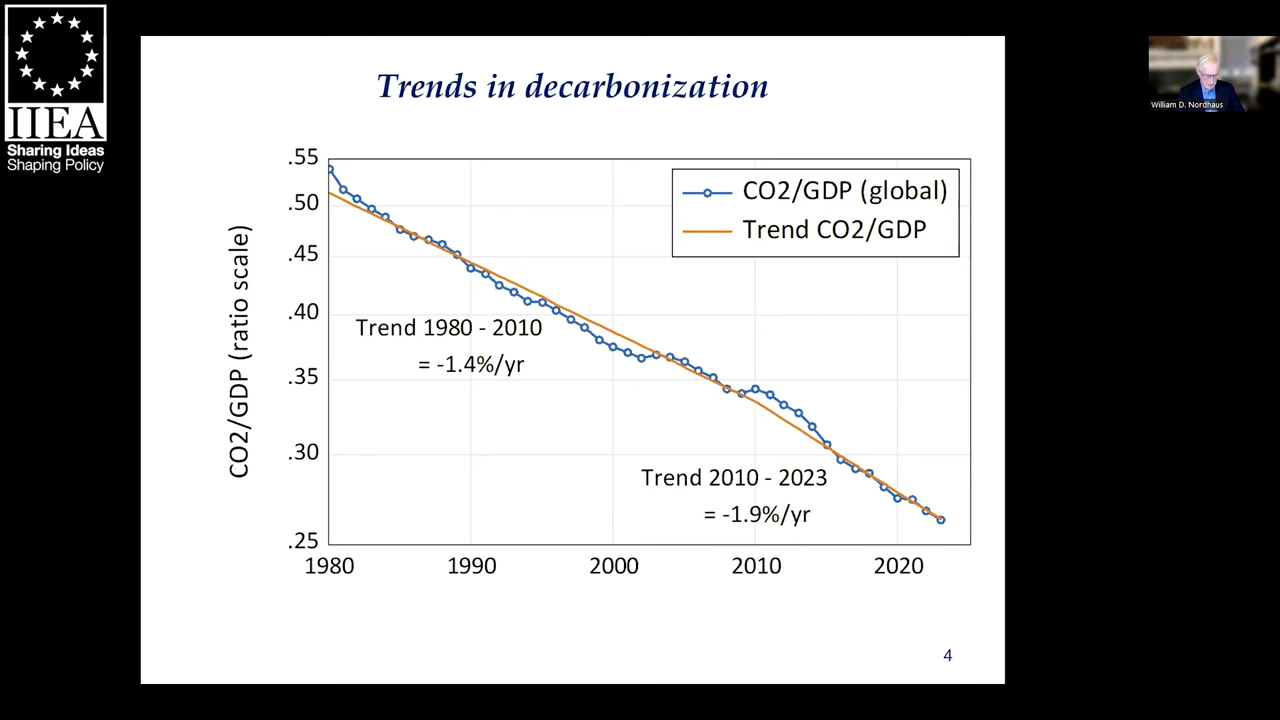 IIEA
Sharing Ideas
Shaping Policy
William D. Nordhaus
Trends in decarbonization
CO2/GDP (ratio scale)
.55
.50
.45
.40
.35
.30
.25
1980
1990
2000
2010
2020
CO2/GDP (global)
Trend CO2/GDP
Trend 1980 - 2010
= -1.4%/yr
Trend 2010 - 2023
= -1.9%/yr
4